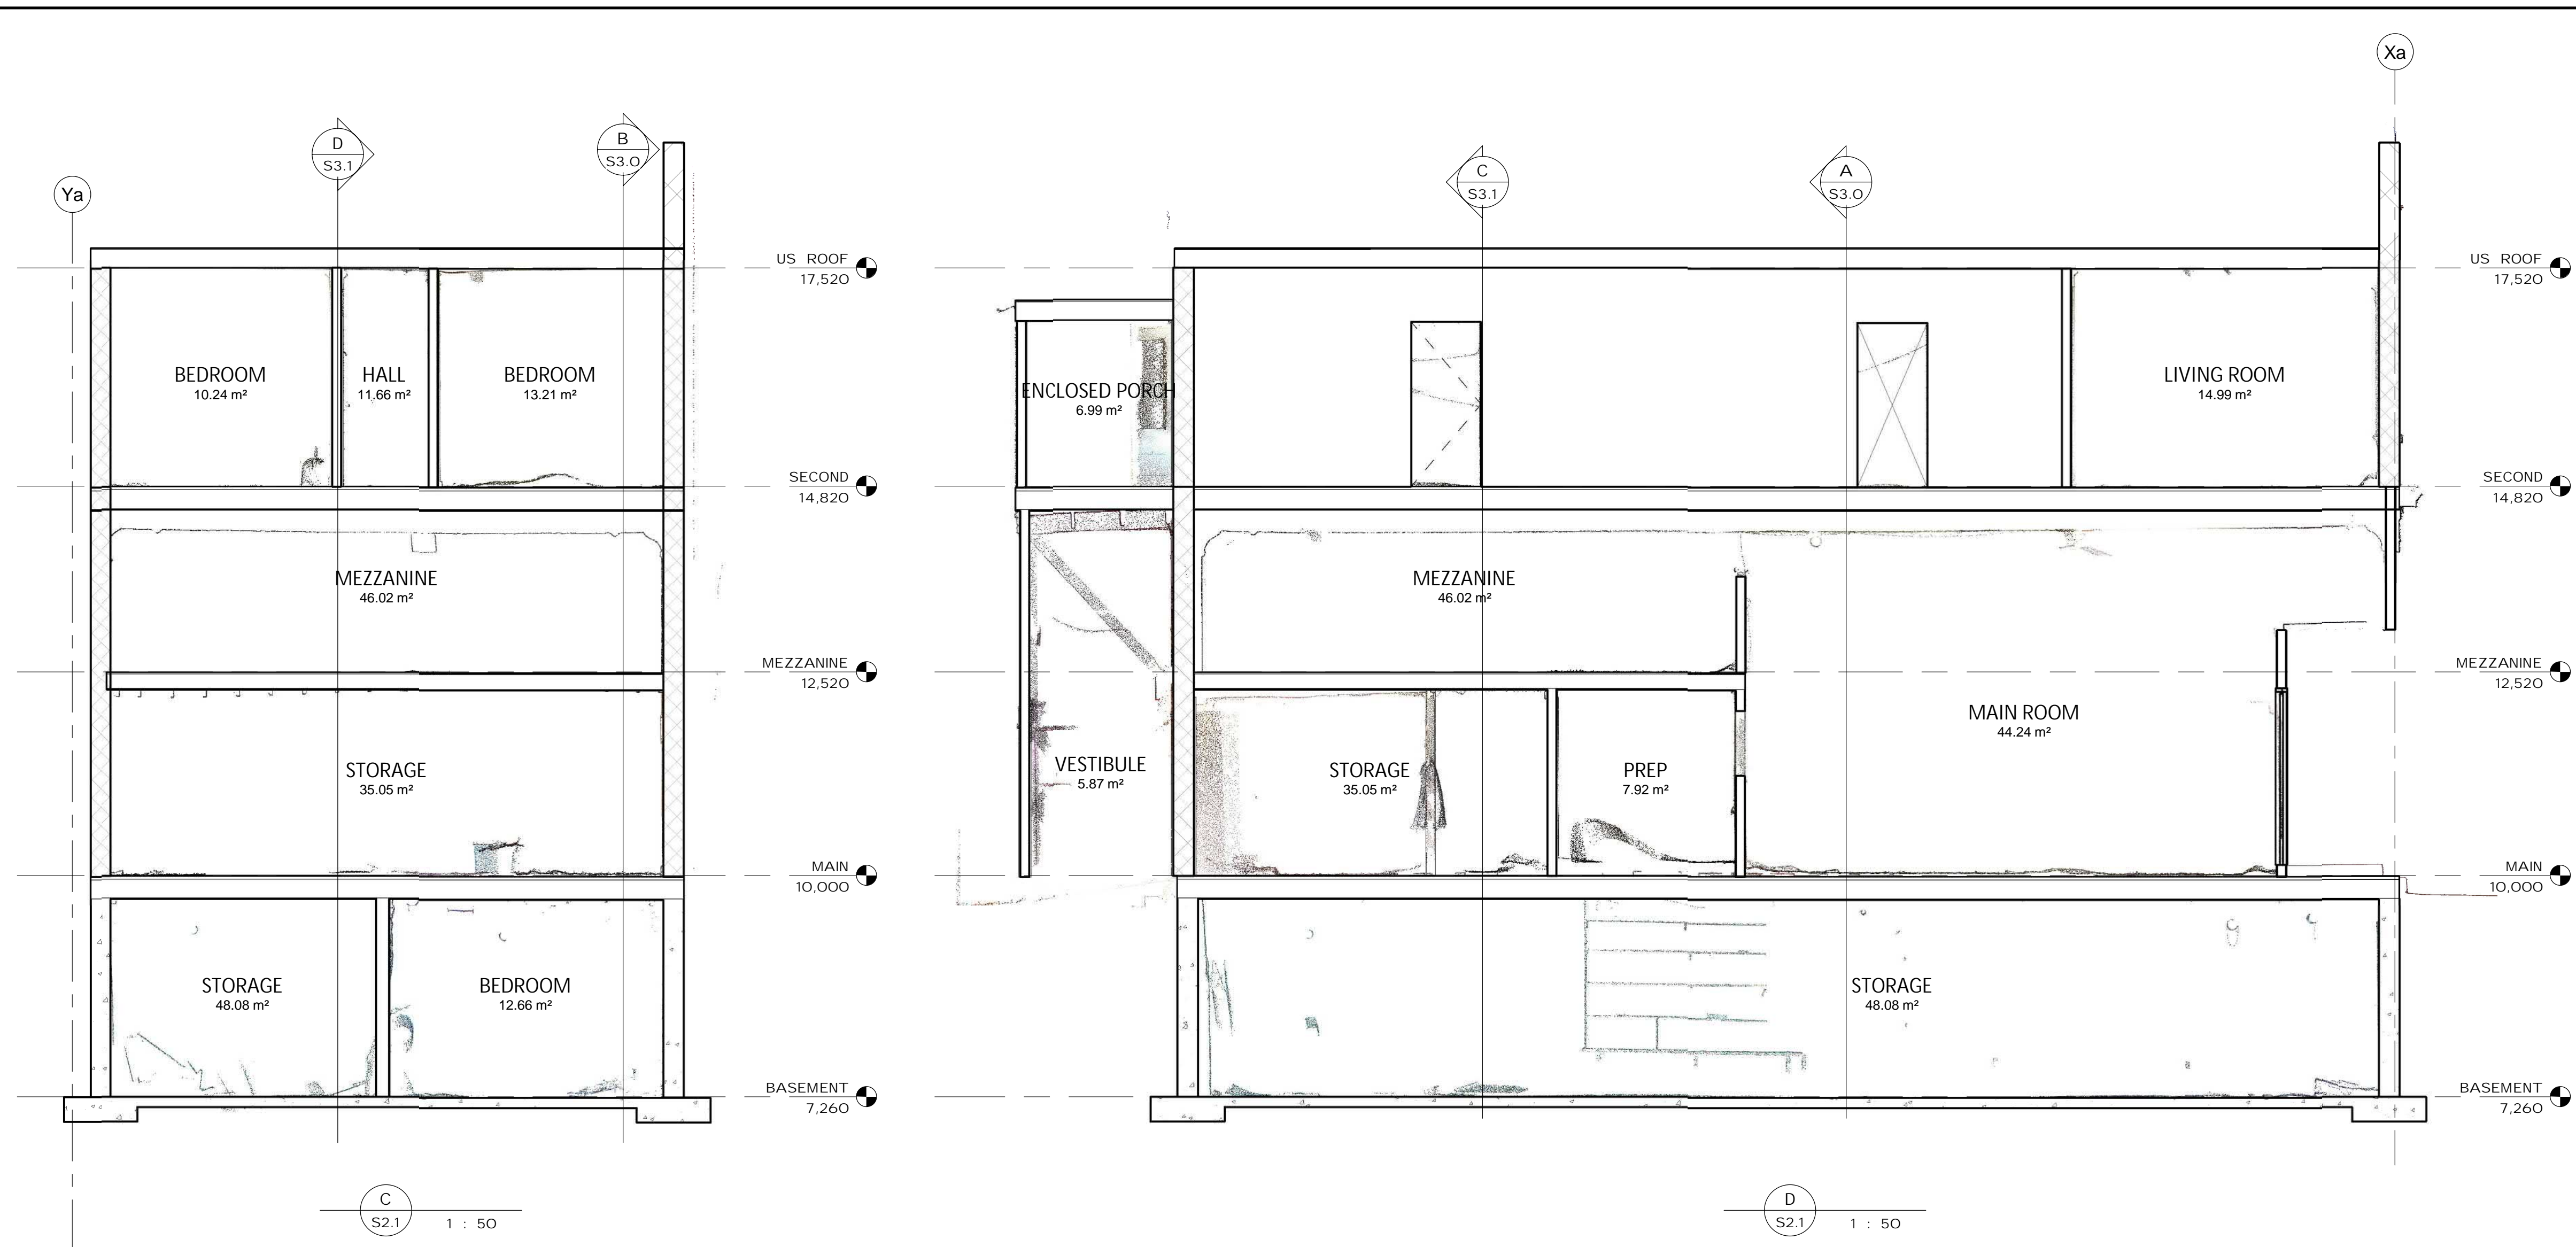 Xa
D
S3.1
B
S3.0
C
S3.1
A
S3.0
Ya
US ROOF
17,520
BEDROOM
10.24 m²
HALL
11.66 m²
BEDROOM
13.21 m²
SECOND
14,820
MEZZANINE
46.02 m²
MEZZANINE
12,520
STORAGE
35.05 m²
MAIN
10,000
STORAGE
48.08 m²
BEDROOM
12.66 m²
BASEMENT
7,260
C
S2.1
1 : 50
US ROOF
17,520
ENCLOSED PORCH
6.99 m²
LIVING ROOM
14.99 m²
SECOND
14,820
MEZZANINE
46.02 m²
MEZZANINE
12,520
MAIN ROOM
44.24 m²
VESTIBULE
5.87 m²
STORAGE
35.05 m²
PREP
7.92 m²
MAIN
10,000
STORAGE
48.08 m²
BASEMENT
7,260
D
S2.1
1 : 50